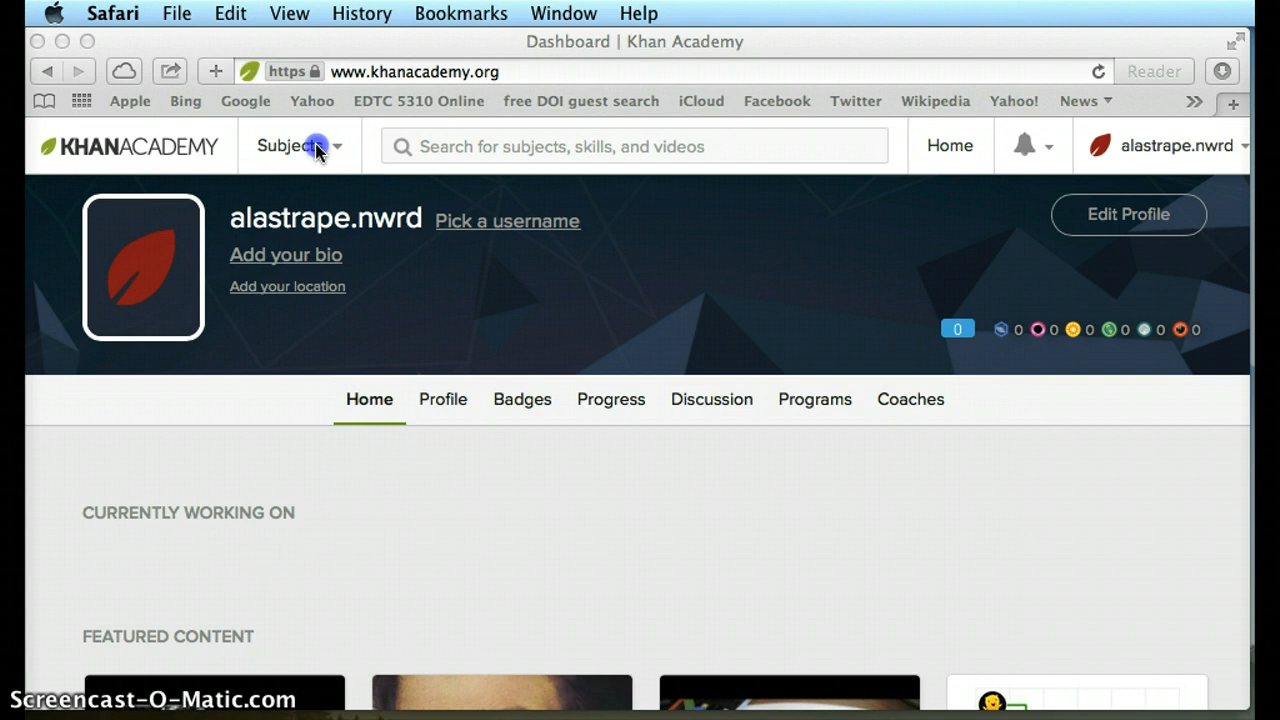 Safari File Edit View History Bookmarks Window Help
Dashboard | Khan Academy
https www.khanacademy.org Reader
Apple Bing Google Yahoo EDTC 5310 Online free DOI guest search iCloud Facebook Twitter Wikipedia Yahoo! News
KHANACADEMY Subjects Search for subjects, skills, and videos Home alastrape.nwrd
alastrape.nwrd Pick a username Edit Profile
Add your bio
Add your location
0 0 0 0 0 0 0
Home Profile Badges Progress Discussion Programs Coaches
CURRENTLY WORKING ON
FEATURED CONTENT
Screencast-O-Matic.com